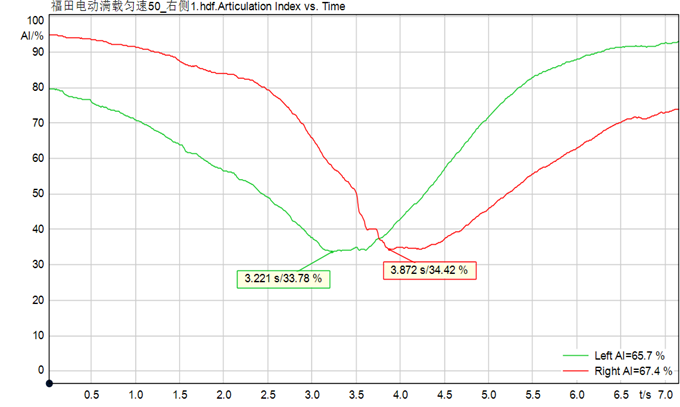 福田电动满载匀速50_右侧1.hdf.Articulation Index vs. Time
100
AI/%
90
80
70
60
50
40
30
20
10
0
3.221 s/33.78 %
3.872 s/34.42 %
Left AI=65.7 %
Right AI=67.4 %
0.5 1.0 1.5 2.0 2.5 3.0 3.5 4.0 4.5 5.0 5.5 6.0 6.5 t/s 7.0